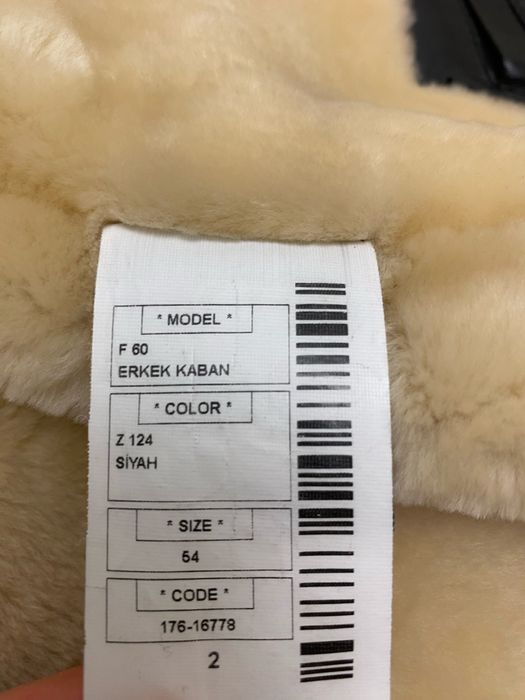 * MODEL *
F 60
ERKEK KABAN
* COLOR *
Z 124
SİYAH
* SIZE *
54
* CODE *
176-16778
2